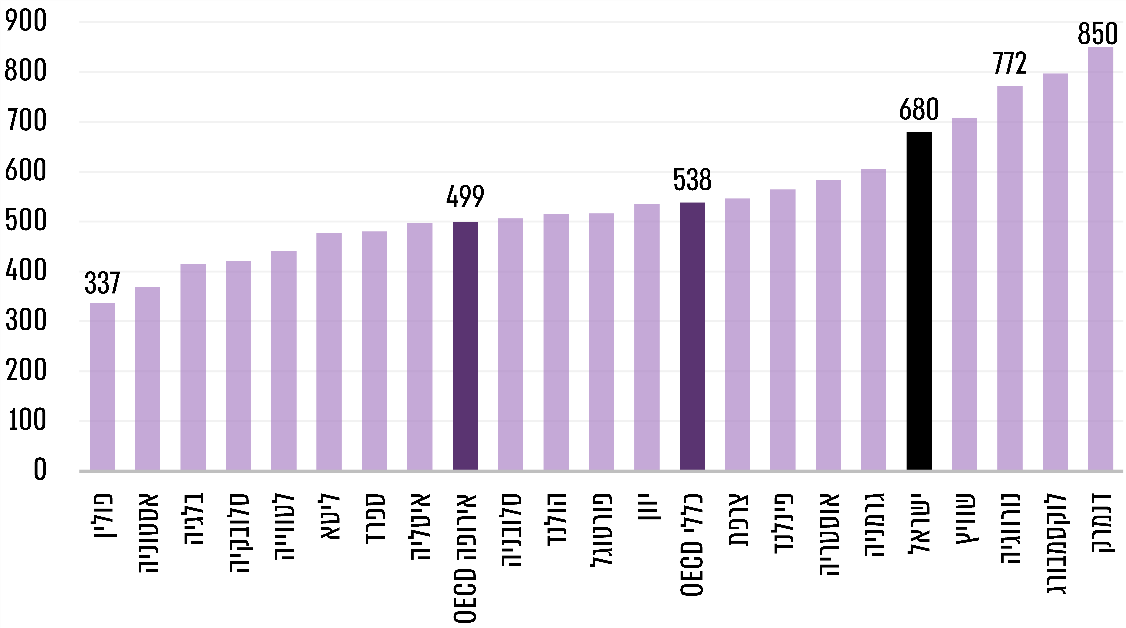 900
800
700
600
500
400
300
200
100
0
337
499
538
680
772
850
פולין
אסטוניה
בלגיה
סלובקיה
לטווייה
ליטא
ספרד
איטליה
אירופה OECD
סלובניה
הולנד
פורטוגל
יוון
כללי OECD
צרפת
פינלנד
אוסטריה
גרמניה
ישראל
שוויץ
נורווגיה
לוקסמבורג
דנמרק